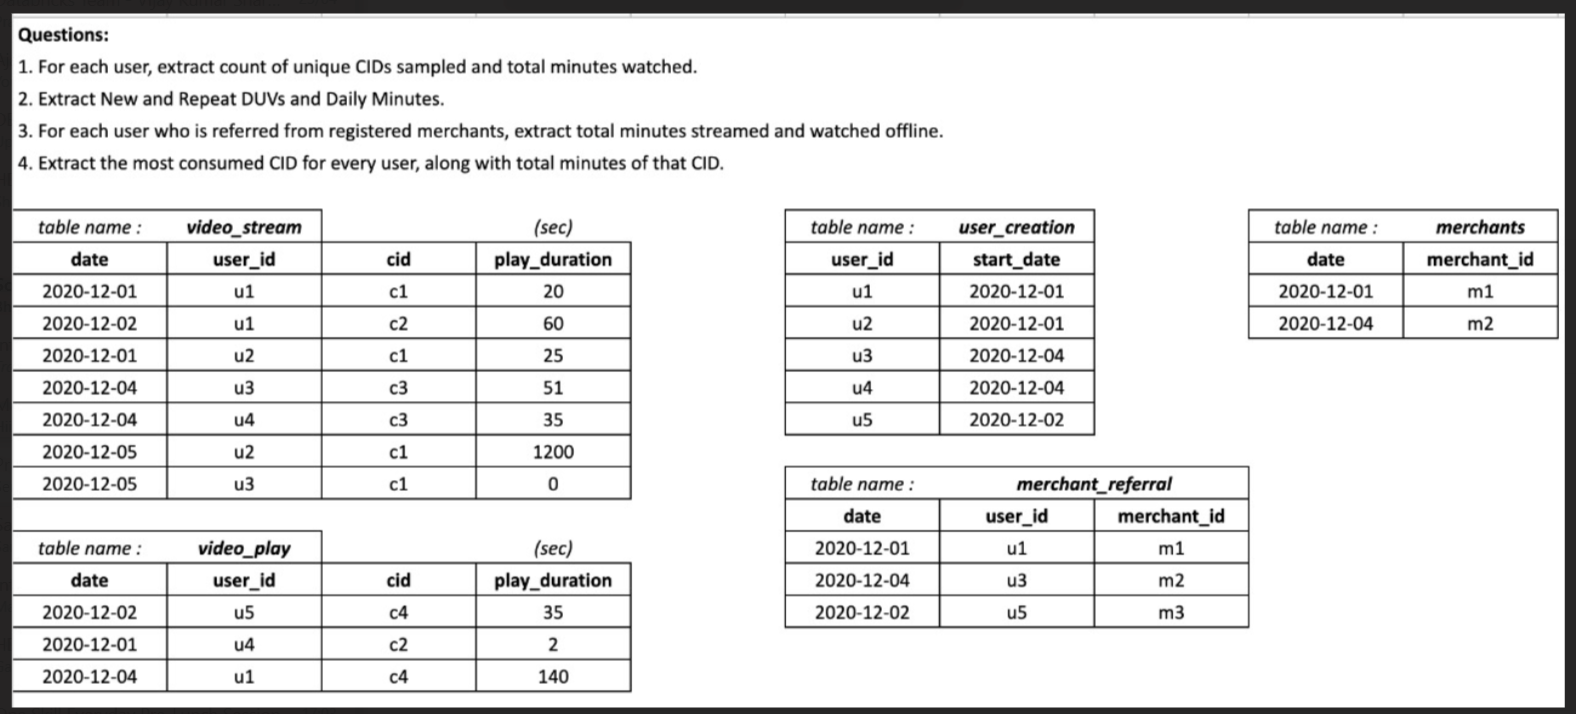 Questions:
1. For each user, extract count of unique CIDs sampled and total minutes watched.
2. Extract New and Repeat DUVs and Daily Minutes.
3. For each user who is referred from registered merchants, extract total minutes streamed and watched offline.
4. Extract the most consumed CID for every user, along with total minutes of that CID.
table name : video_stream (sec)
date user_id cid play_duration
2020-12-01 u1 c1 20
2020-12-02 u1 c2 60
2020-12-01 u2 c1 25
2020-12-04 u3 c3 51
2020-12-04 u4 c3 35
2020-12-05 u2 c1 1200
2020-12-05 u3 c1 0
table name : video_play (sec)
date user_id cid play_duration
2020-12-02 u5 c4 35
2020-12-01 u4 c2 2
2020-12-04 u1 c4 140
table name : user_creation
user_id start_date
u1 2020-12-01
u2 2020-12-01
u3 2020-12-04
u4 2020-12-04
u5 2020-12-02
table name : merchant_referral
date user_id merchant_id
2020-12-01 u1 m1
2020-12-04 u3 m2
2020-12-02 u5 m3
table name : merchants
date merchant_id
2020-12-01 m1
2020-12-04 m2